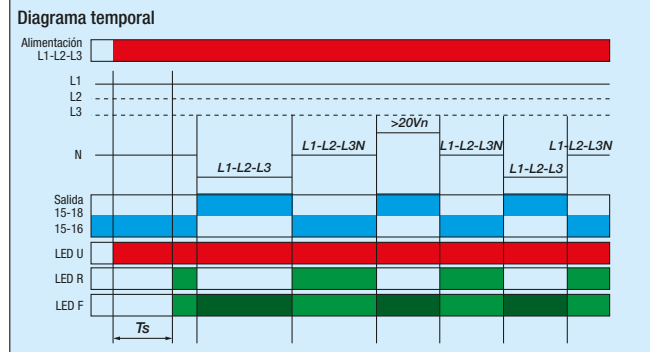 Diagrama temporal
Alimentación
L1-L2-L3
L1
L2
L3
>20Vn
N
L1-L2-L3N
L1-L2-L3N
L1-L2-L3N
L1-L2-L3
L1-L2-L3
Salida
15-18
15-16
LED U
LED R
LED F
Ts